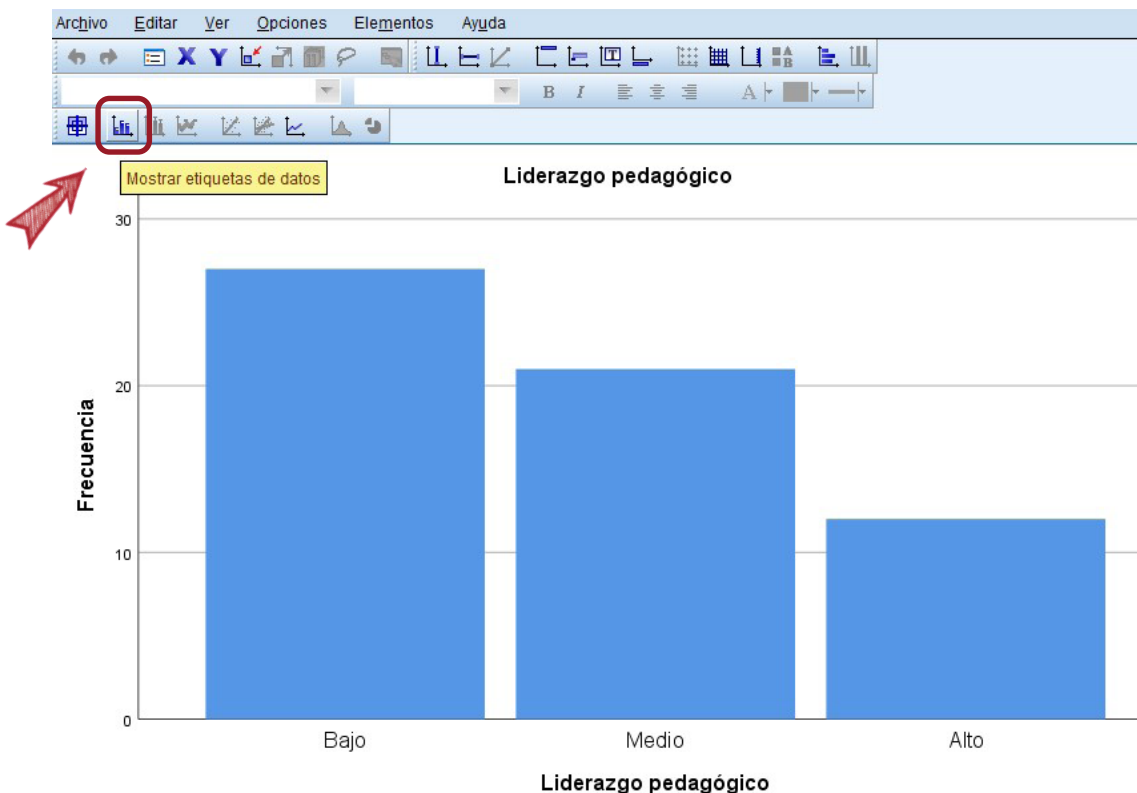 Archivo Editar Ver Opciones Elementos Ayuda
X Y T A B
B I A
Mostrar etiquetas de datos
Liderazgo pedagógico
30
20
10
0
Frecuencia
Bajo Medio Alto
Liderazgo pedagógico